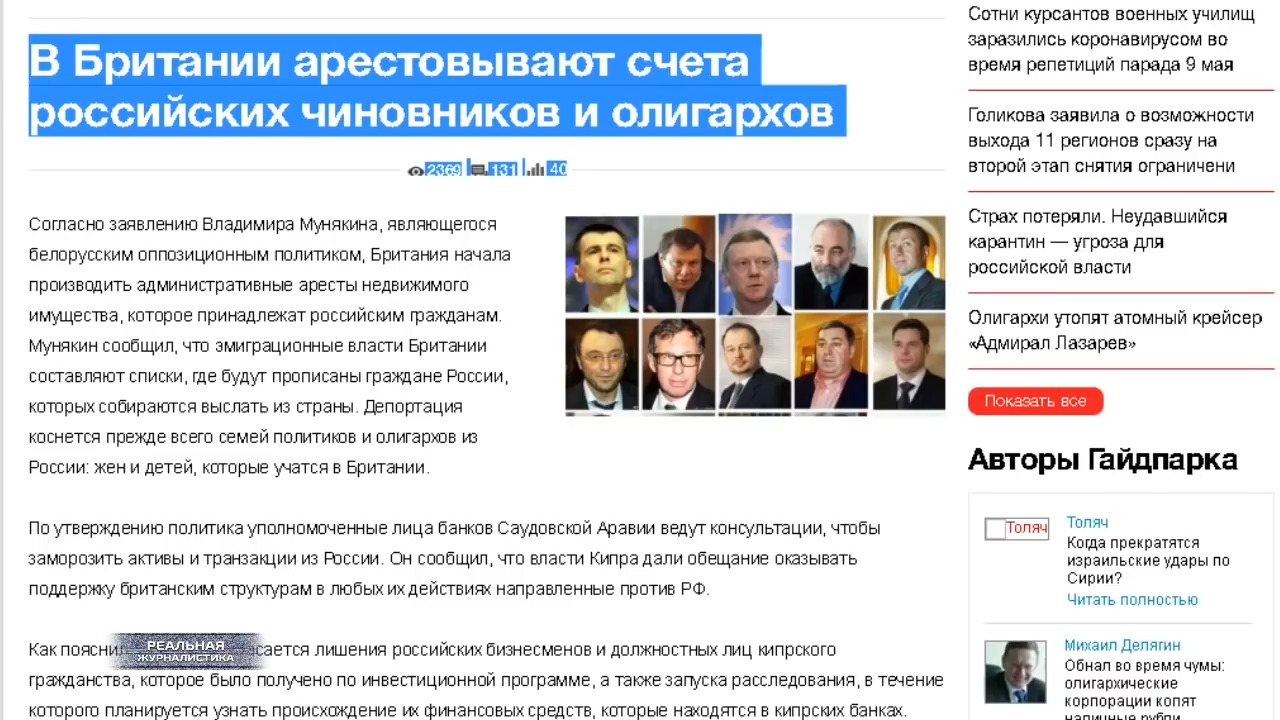 В Британии арестовывают счета
российских чиновников и олигархов
2369 131 40
Согласно заявлению Владимира Мунякина, являющегося
белорусским оппозиционным политиком, Британия начала
производить административные аресты недвижимого
имущества, которое принадлежат российским гражданам.
Мунякин сообщил, что эмиграционные власти Британии
составляют списки, где будут прописаны граждане России,
которых собираются выслать из страны. Депортация
коснется прежде всего семей политиков и олигархов из
России: жен и детей, которые учатся в Британии.
По утверждению политика уполномоченные лица банков Саудовской Аравии ведут консультации, чтобы
заморозить активы и транзакции из России. Он сообщил, что власти Кипра дали обещание оказывать
поддержку британским структурам в любых их действиях направленные против РФ.
Как лишения российских бизнесменов и должностных лиц кипрского
гражданства, которое было получено по инвестиционной программе, а также запуска расследования, в течение
которого планируется узнать происхождение их финансовых средств, которые находятся в кипрских банках.
РЕАЛЬНАЯ
ЖУРНАЛИСТИКА
Сотни курсантов военных училищ
заразились коронавирусом во
время репетиций парада 9 мая
Голикова заявила о возможности
выхода 11 регионов сразу на
второй этап снятия ограничени
Страх потеряли. Неудавшийся
карантин — угроза для
российской власти
Олигархи утопят атомный крейсер
«Адмирал Лазарев»
Показать все
Авторы Гайдпарка
Толяч
Толяч
Когда прекратятся
израильские удары по
Сирии?
Читать полностью
Михаил Делягин
Обнал во время чумы:
олигархические
корпорации копят
наличные рубли